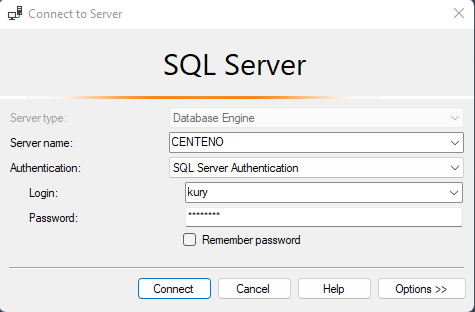 Connect to Server
SQL Server
Server type: Database Engine
Server name: CENTENO
Authentication: SQL Server Authentication
Login: kury
Password: ********
Remember password
Connect Cancel Help Options >>